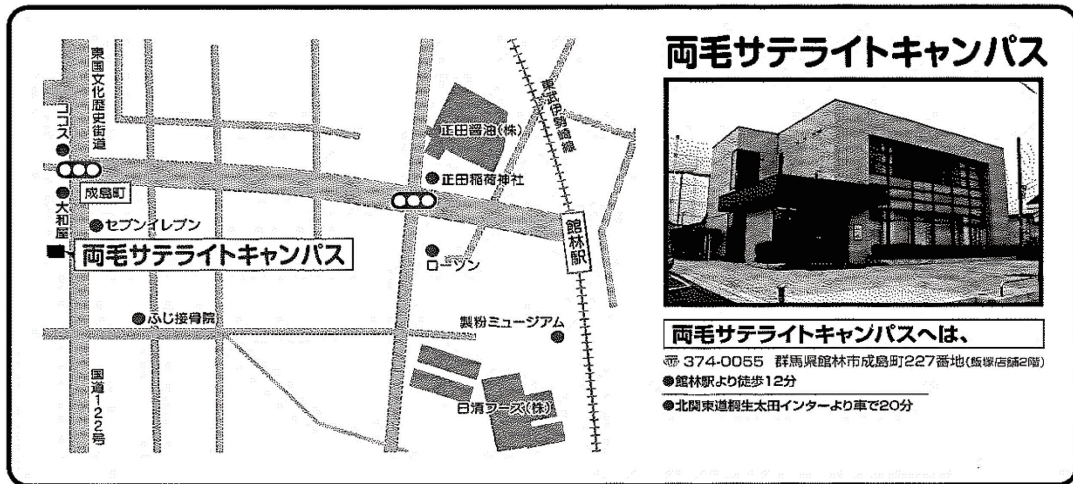 両毛サテライトキャンパス
東国文化歴史街道
ココス
成島町
大和屋
セブンイレブン
両毛サテライトキャンパス
ふじ接骨院
国道122号
正田醤油(株)
正田稲荷神社
東武伊勢崎線
館林駅
ローソン
製粉ミュージアム
日清フーズ(株)
両毛サテライトキャンパスへは、
〒374-0055 群馬県館林市成島町227番地(飯塚店舗2階)
●館林駅より徒歩12分
●北関東道桐生太田インターより車で20分